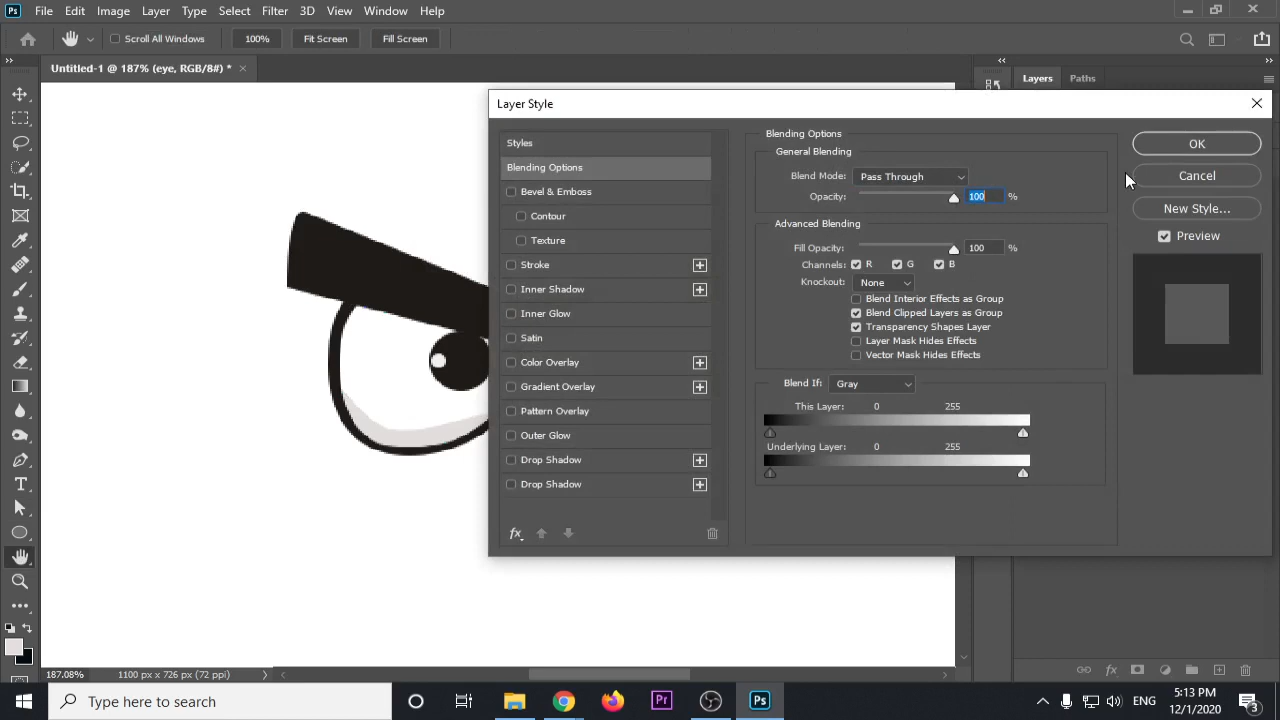 Ps File Edit Image Layer Type Select Filter 3D View Window Help
Scroll All Windows 100% Fit Screen Fill Screen
Untitled-1 @ 187% (eye, RGB/8#) * ×
Layers Paths
Layer Style
Styles
Blending Options
Bevel & Emboss
Contour
Texture
Stroke
Inner Shadow
Inner Glow
Satin
Color Overlay
Gradient Overlay
Pattern Overlay
Outer Glow
Drop Shadow
Drop Shadow
fx
Blending Options
General Blending
Blend Mode: Pass Through
Opacity: 100 %
Advanced Blending
Fill Opacity: 100 %
Channels: R G B
Knockout: None
Blend Interior Effects as Group
Blend Clipped Layers as Group
Transparency Shapes Layer
Layer Mask Hides Effects
Vector Mask Hides Effects
Blend If: Gray
This Layer: 0 255
Underlying Layer: 0 255
OK
Cancel
New Style...
Preview
T
187.08% 1100 px x 726 px (72 ppi)
fx
Type here to search
Pr
Ps
ENG
5:13 PM
12/1/2020
3